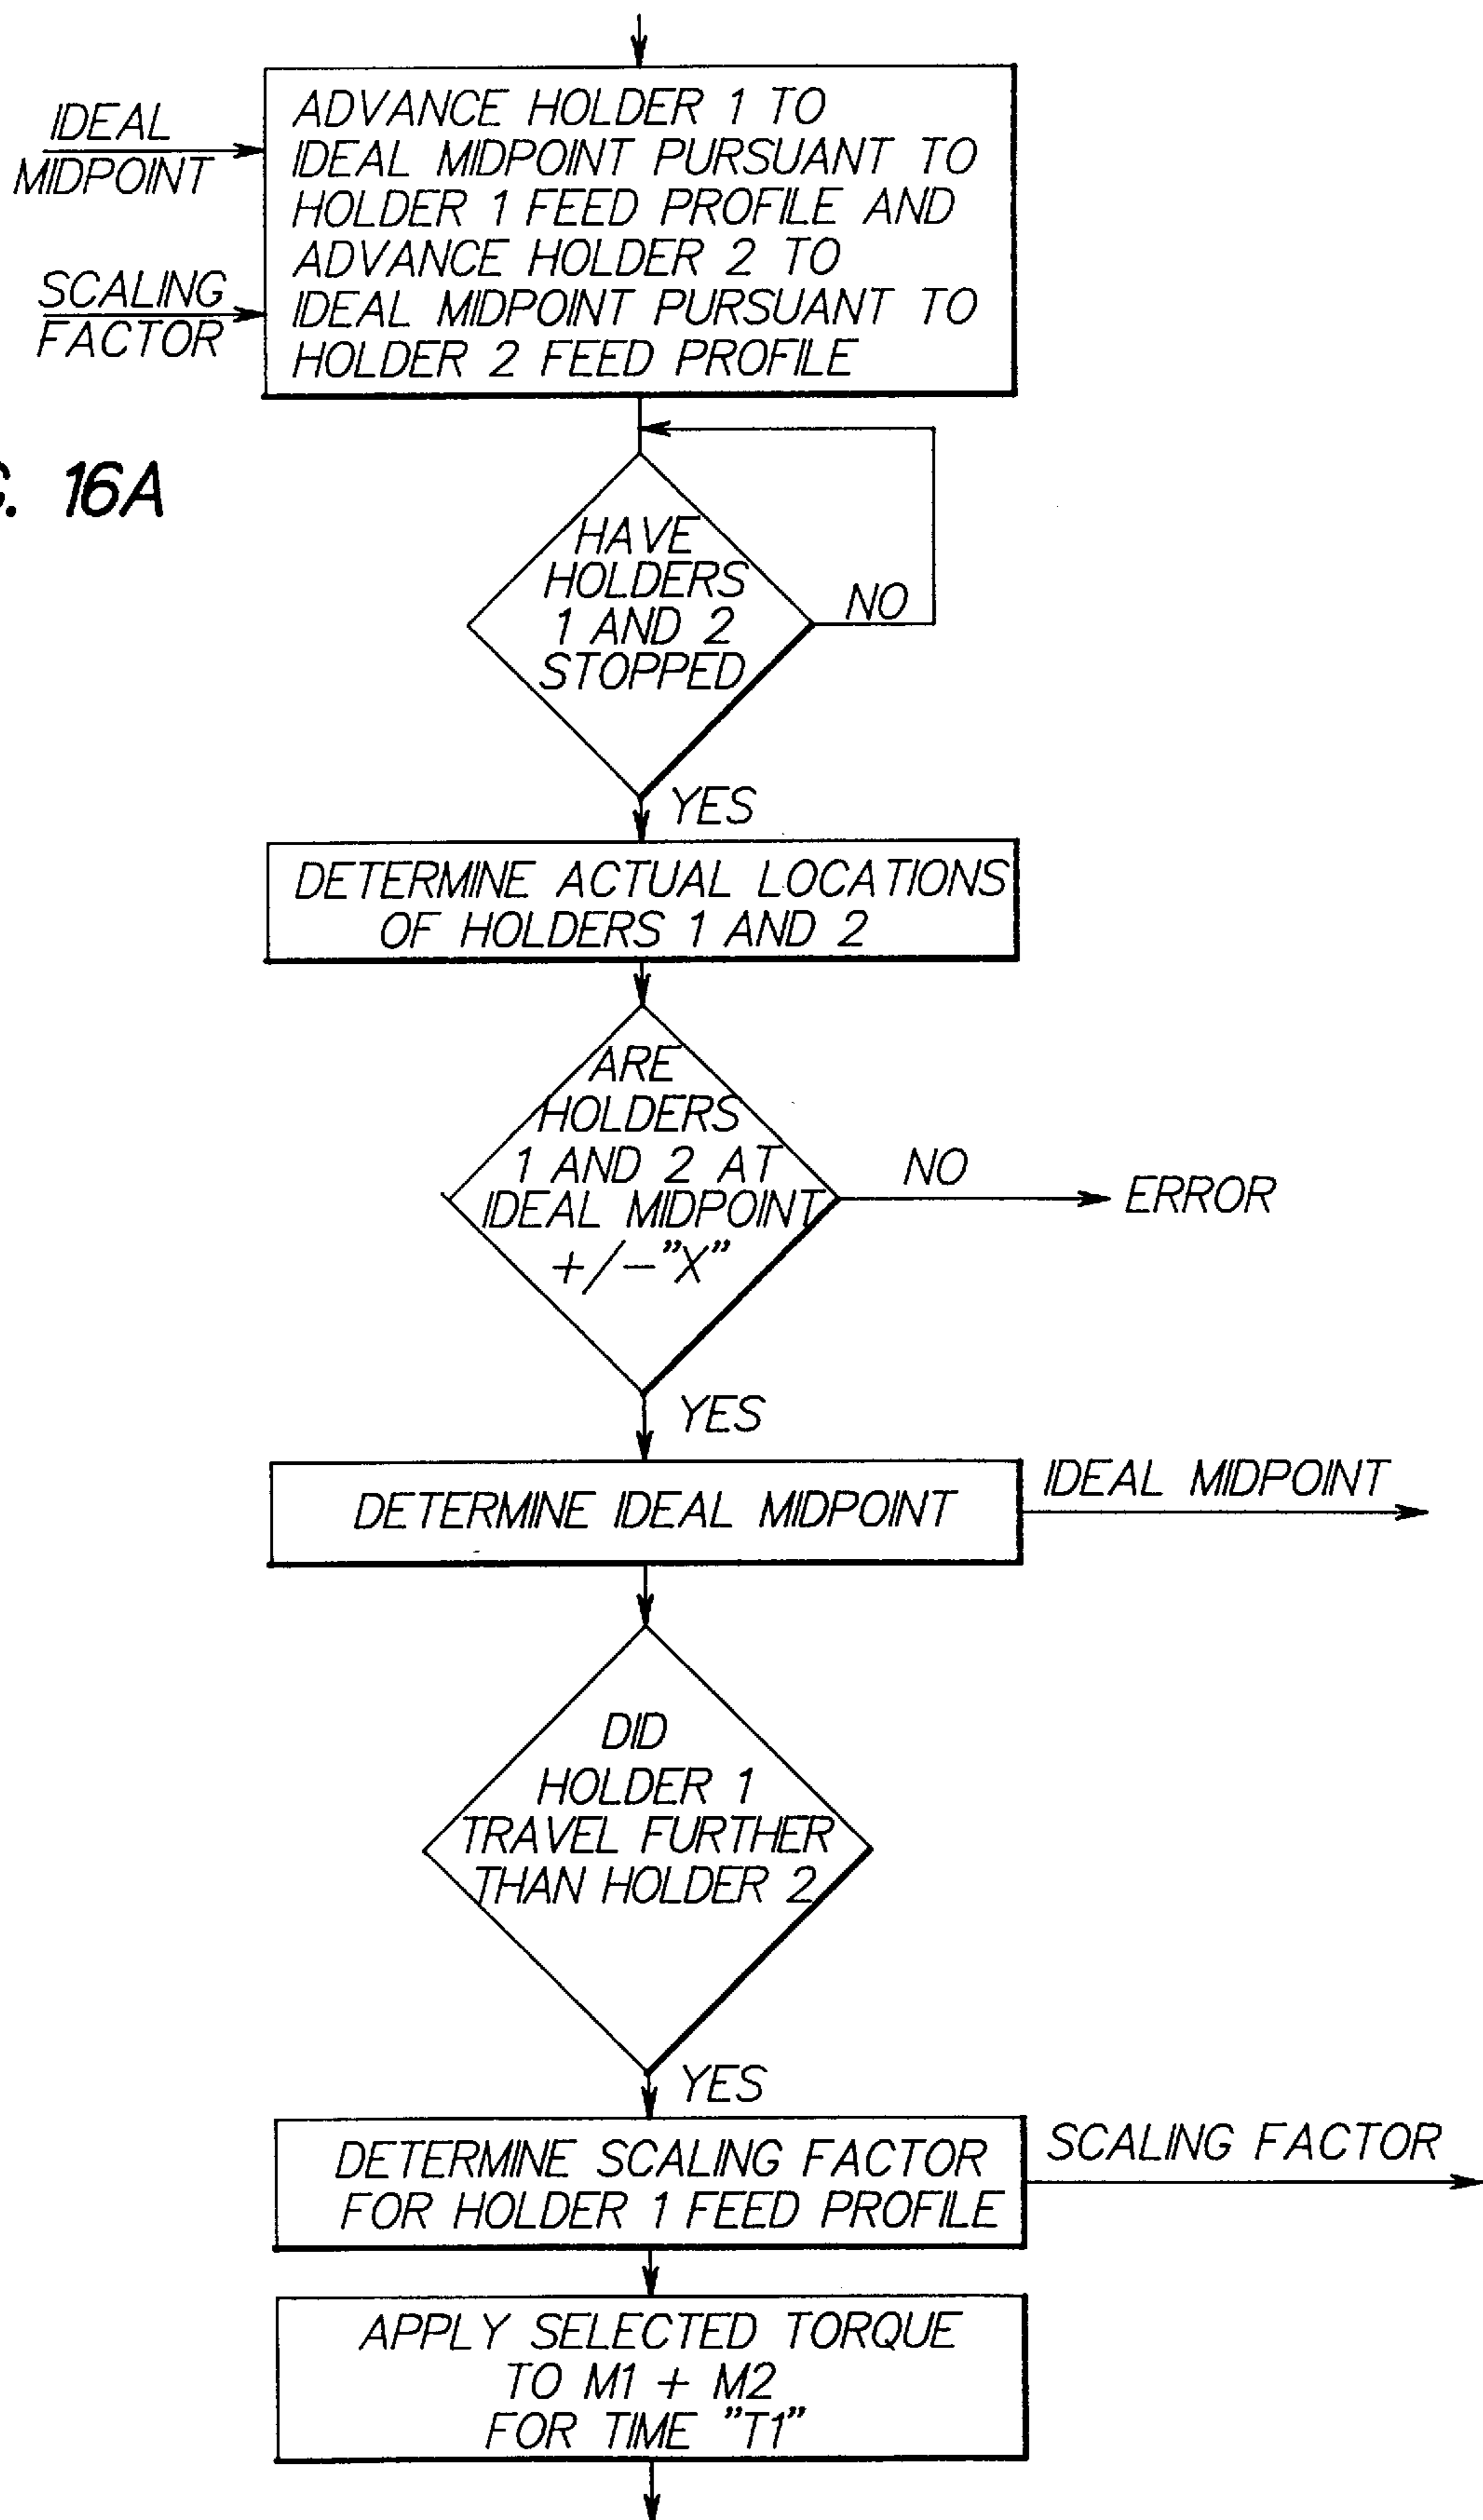 IDEAL
MIDPOINT
SCALING
FACTOR
ADVANCE HOLDER 1 TO
IDEAL MIDPOINT PURSUANT TO
HOLDER 1 FEED PROFILE AND
ADVANCE HOLDER 2 TO
IDEAL MIDPOINT PURSUANT TO
HOLDER 2 FEED PROFILE
16A
HAVE
HOLDERS
1 AND 2
STOPPED
NO
YES
DETERMINE ACTUAL LOCATIONS
OF HOLDERS 1 AND 2
ARE
HOLDERS
1 AND 2 AT
IDEAL MIDPOINT
+/-"X"
NO
ERROR
YES
DETERMINE IDEAL MIDPOINT
IDEAL MIDPOINT
DID
HOLDER 1
TRAVEL FURTHER
THAN HOLDER 2
YES
DETERMINE SCALING FACTOR
FOR HOLDER 1 FEED PROFILE
SCALING FACTOR
APPLY SELECTED TORQUE
TO M1 + M2
FOR TIME "T1"